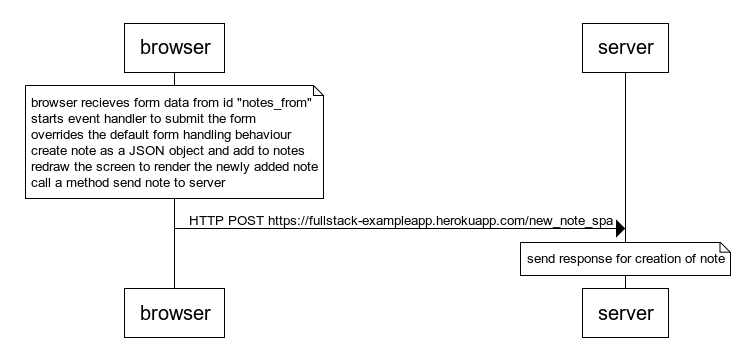 browser
server
browser recieves form data from id "notes_from"
starts event handler to submit the form
overrides the default form handling behaviour
create note as a JSON object and add to notes
redraw the screen to render the newly added note
call a method send note to server
HTTP POST https://fullstack-exampleapp.herokuapp.com/new_note_spa
send response for creation of note
browser
server